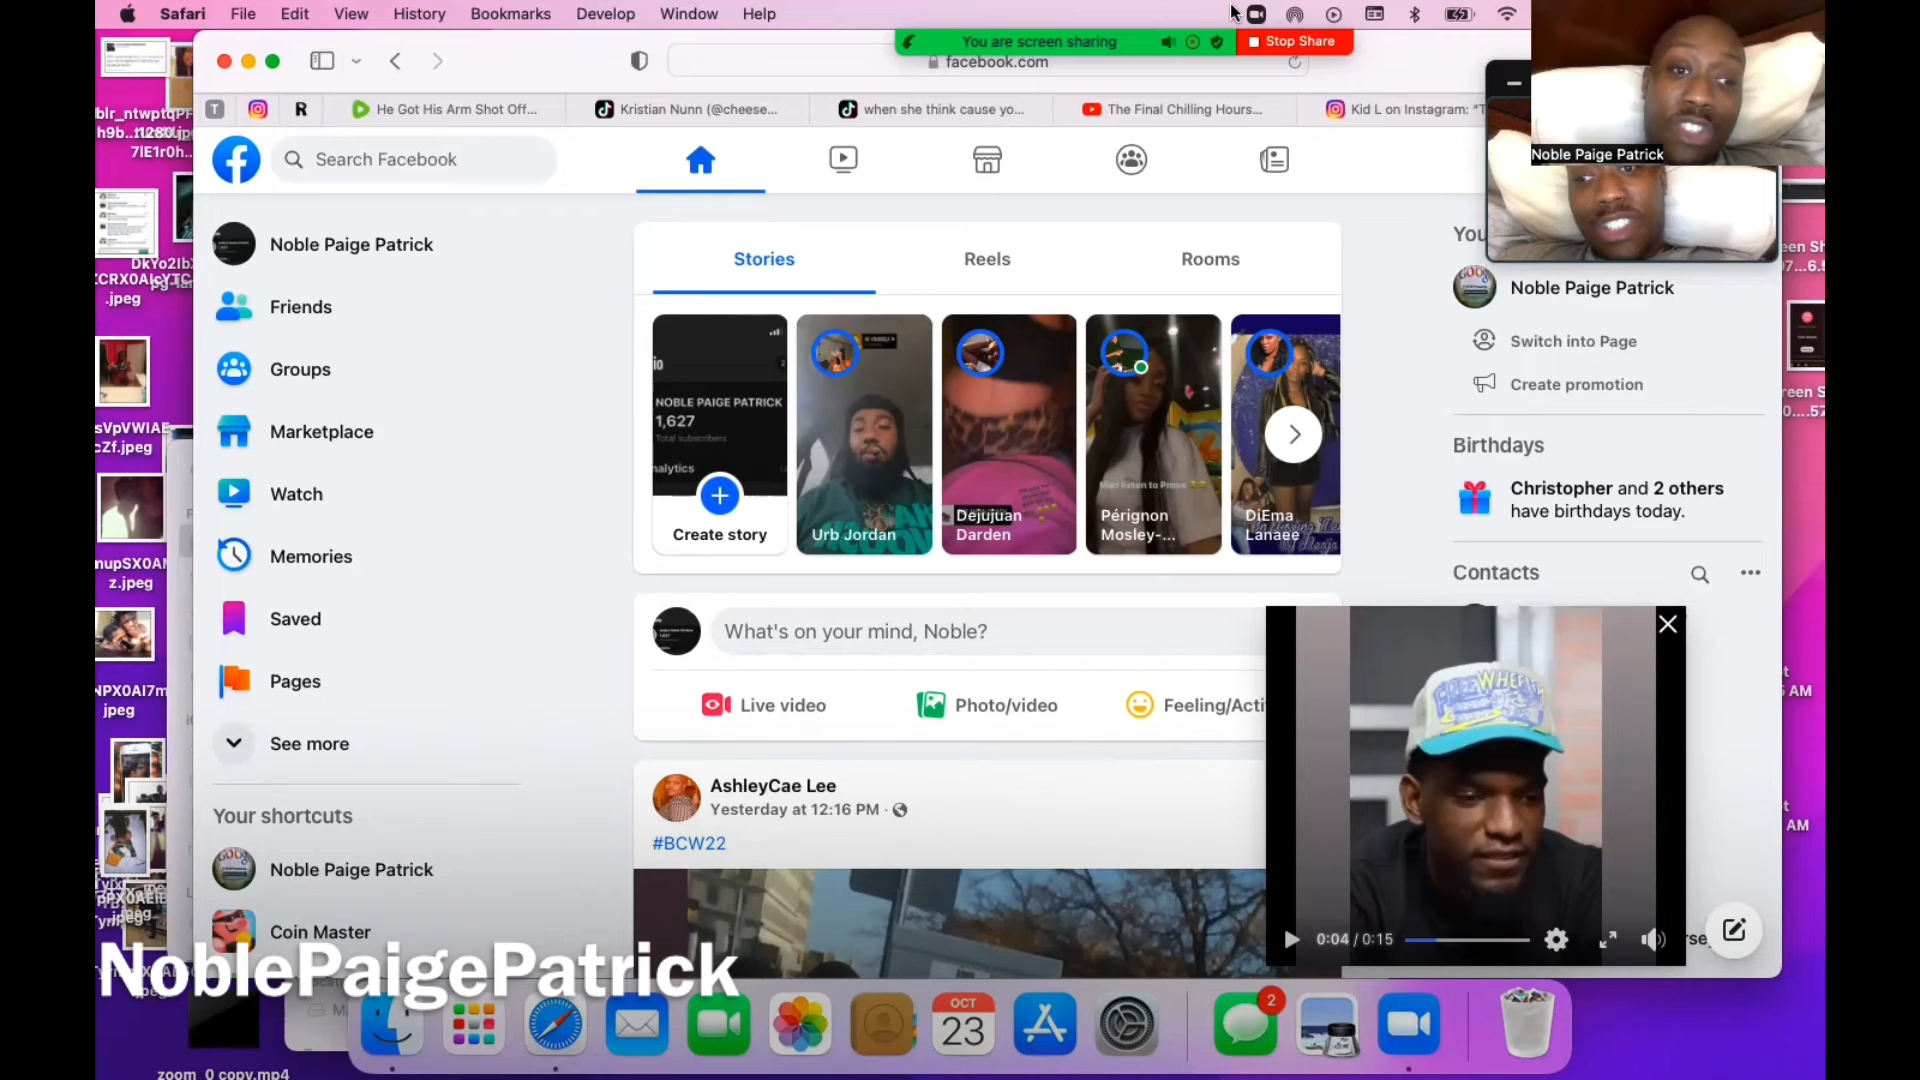 Safari File Edit View History Bookmarks Develop Window Help
You are screen sharing
Stop Share
facebook.com
T
R
He Got His Arm Shot Off...
Kristian Nunn (@cheese...
when she think cause yo...
The Final Chilling Hours...
Kid L on Instagram: “T
Noble Paige Patrick
Search Facebook
Noble Paige Patrick
Friends
Groups
Marketplace
Watch
Memories
Saved
Pages
See more
Your shortcuts
Noble Paige Patrick
Coin Master
Stories
Reels
Rooms
NOBLE PAIGE PATRICK
1,627
Total subscribers
nalytics
Create story
Urb Jordan
Dejujuan
Darden
Pérignon
Mosley-...
DiEma
Lanaee
What's on your mind, Noble?
Live video
Photo/video
Feeling/Acti
AshleyCae Lee
Yesterday at 12:16 PM
#BCW22
You
Noble Paige Patrick
Switch into Page
Create promotion
Birthdays
Christopher and 2 others
have birthdays today.
Contacts
0:04 / 0:15
NoblePaigePatrick
OCT
23
2
zoom_0 copy.mp4